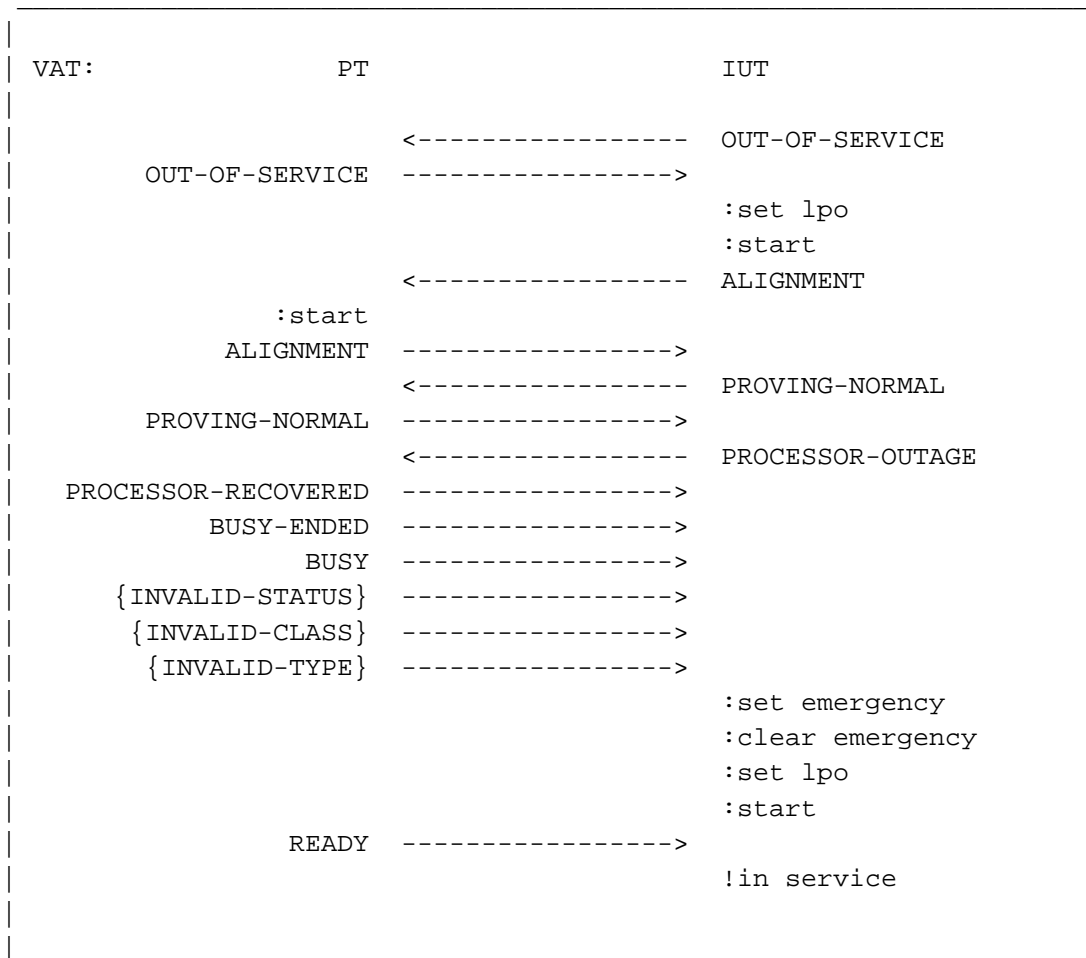 VAT: PT IUT
<----------------- OUT-OF-SERVICE
OUT-OF-SERVICE ----------------->
:set lpo
:start
<----------------- ALIGNMENT
:start
ALIGNMENT ----------------->
<----------------- PROVING-NORMAL
PROVING-NORMAL ----------------->
<----------------- PROCESSOR-OUTAGE
PROCESSOR-RECOVERED ----------------->
BUSY-ENDED ----------------->
BUSY ----------------->
{INVALID-STATUS} ----------------->
{INVALID-CLASS} ----------------->
{INVALID-TYPE} ----------------->
:set emergency
:clear emergency
:set lpo
:start
READY ----------------->
!in service